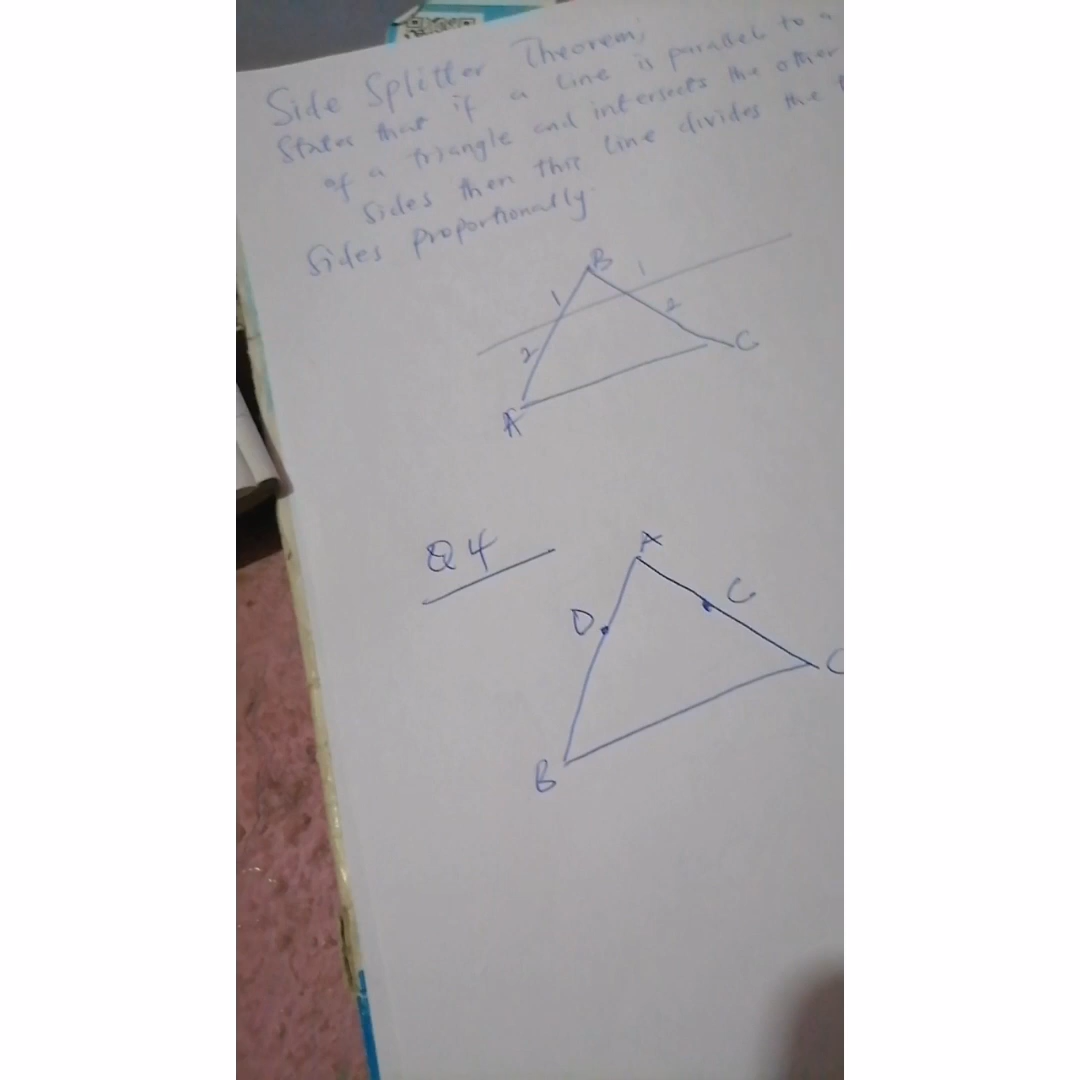 Side Splitter Theorem;
States that if a line is parallel to a
of a triangle and intersects the other
sides then this line divides the
Sides proportionally.
B
1
1
2
2
C
A
Q4
A
D
C
C
B